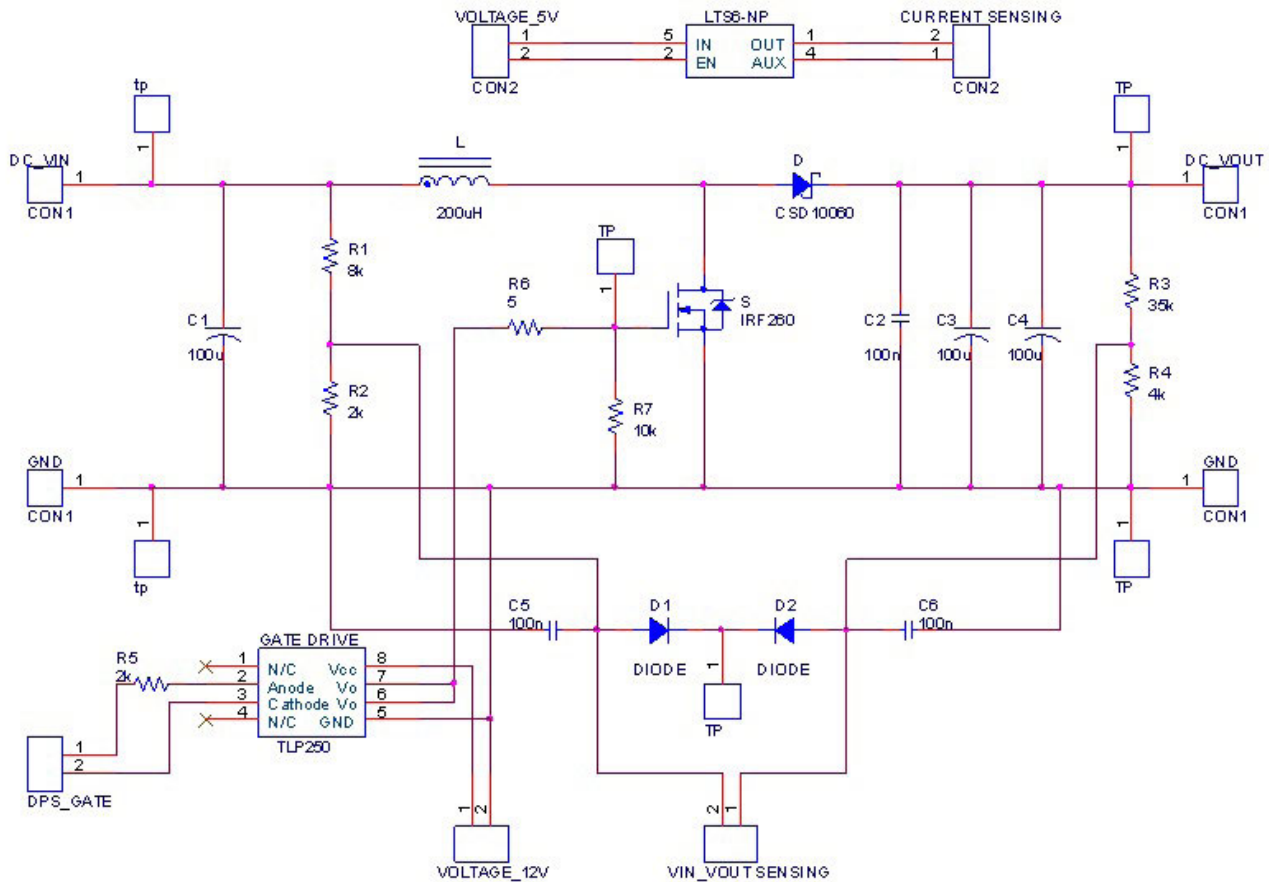 VOLTAGE_5V
LTS6-NP
CURRENT SENSING
1 5 IN OUT 1 2
2 2 EN AUX 4 1
CON2
CON2
tp
1
TP
1
DC_VIN
1
CON1
L
200uH
D
CSD10060
DC_VOUT
1
CON1
R1
8k
TP
1
R6
5
S
IRF260
R3
35k
C1
100u
C2
100n
C3
100u
C4
100u
R2
2k
R7
10k
R4
4k
GND
1
CON1
GND
1
CON1
1
tp
1
TP
C5
100n
D1
DIODE
D2
DIODE
C6
100n
1
TP
GATE DRIVE
R5
2k
1 N/C Vcc 8
2 Anode Vo 7
3 Cathode Vo 6
4 N/C GND 5
TLP250
1
2
DPS_GATE
1 2
VOLTAGE_12V
2 1
VIN_VOUT SENSING